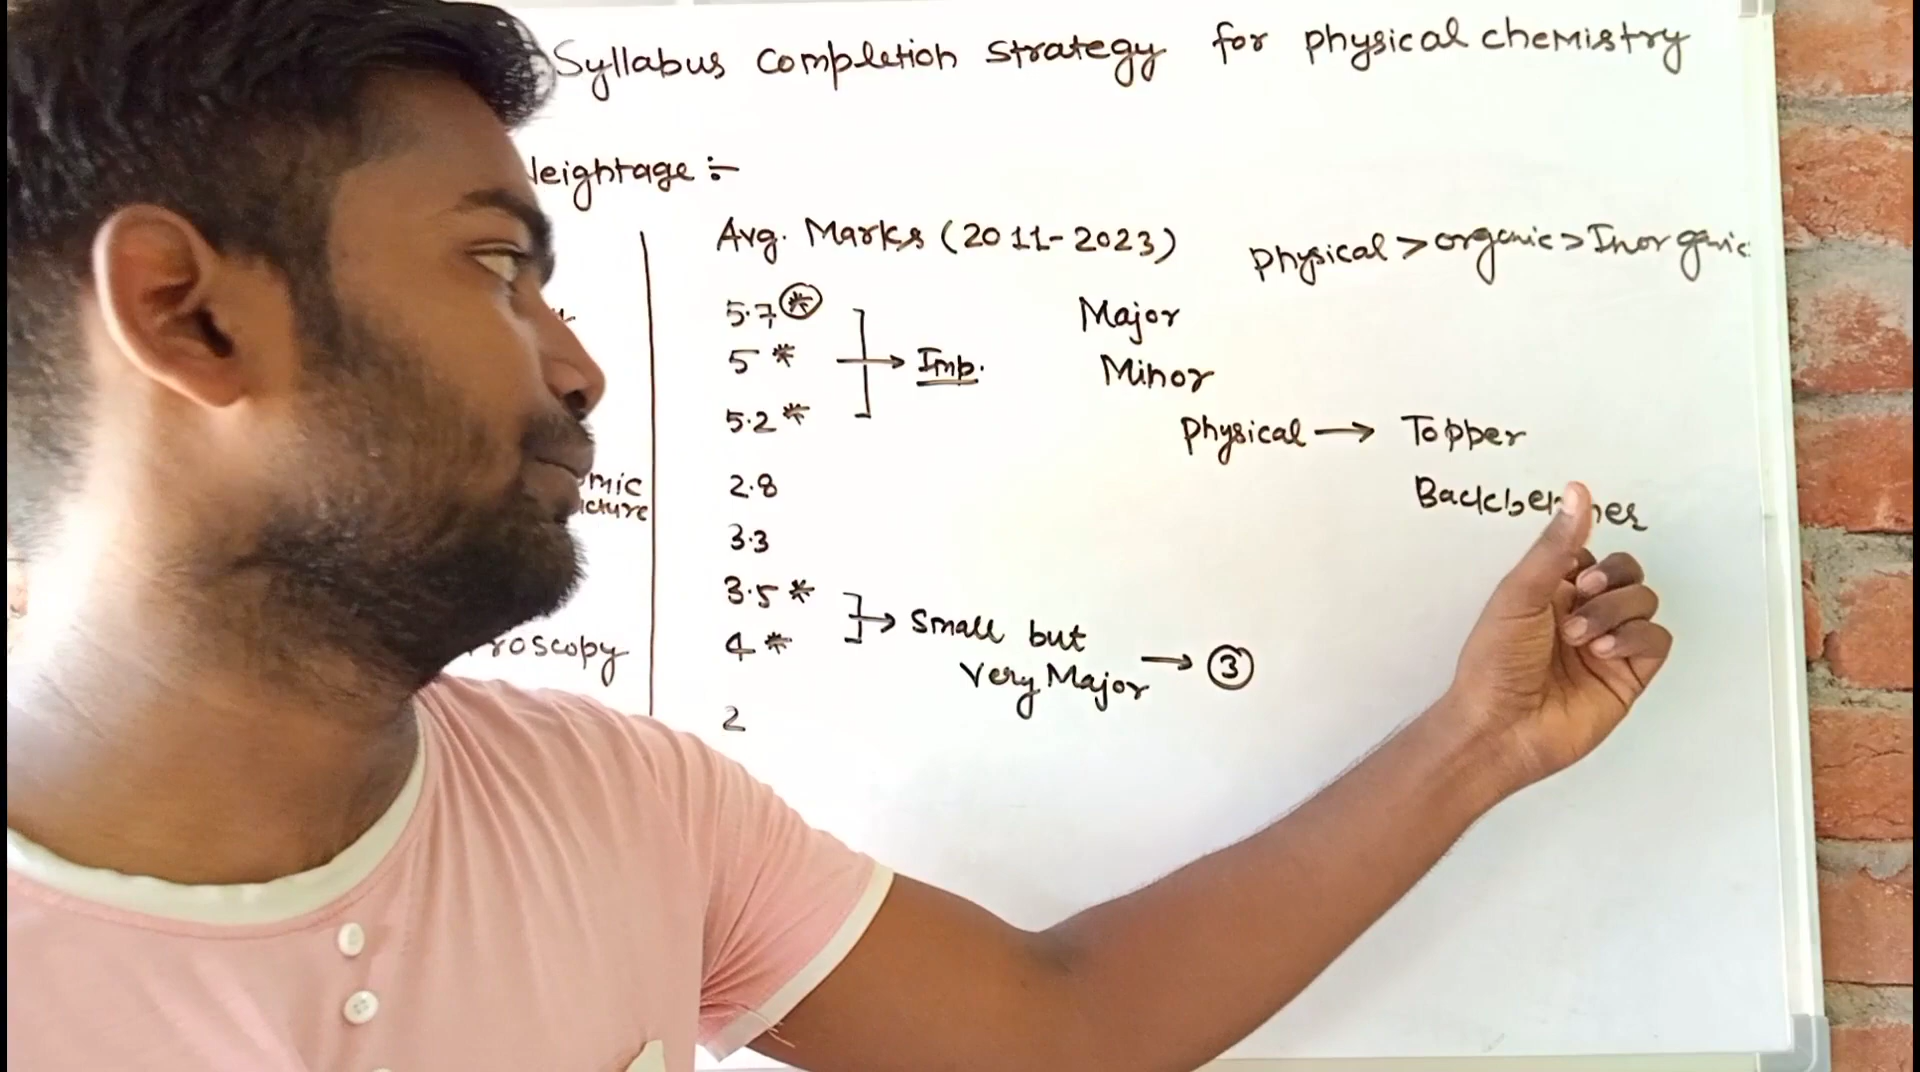 Syllabus completion strategy for physical chemistry
eightage :-
Avg. Marks (2011-2023)
Physical > organic > Inorganic
5.7 *
Major
5 *
Imp.
Minor
5.2 *
Physical → Topper
2.8
Backbencher
mic
cture
3.3
3.5 *
→ Small but
Very Major → 3
roscopy
4 *
2